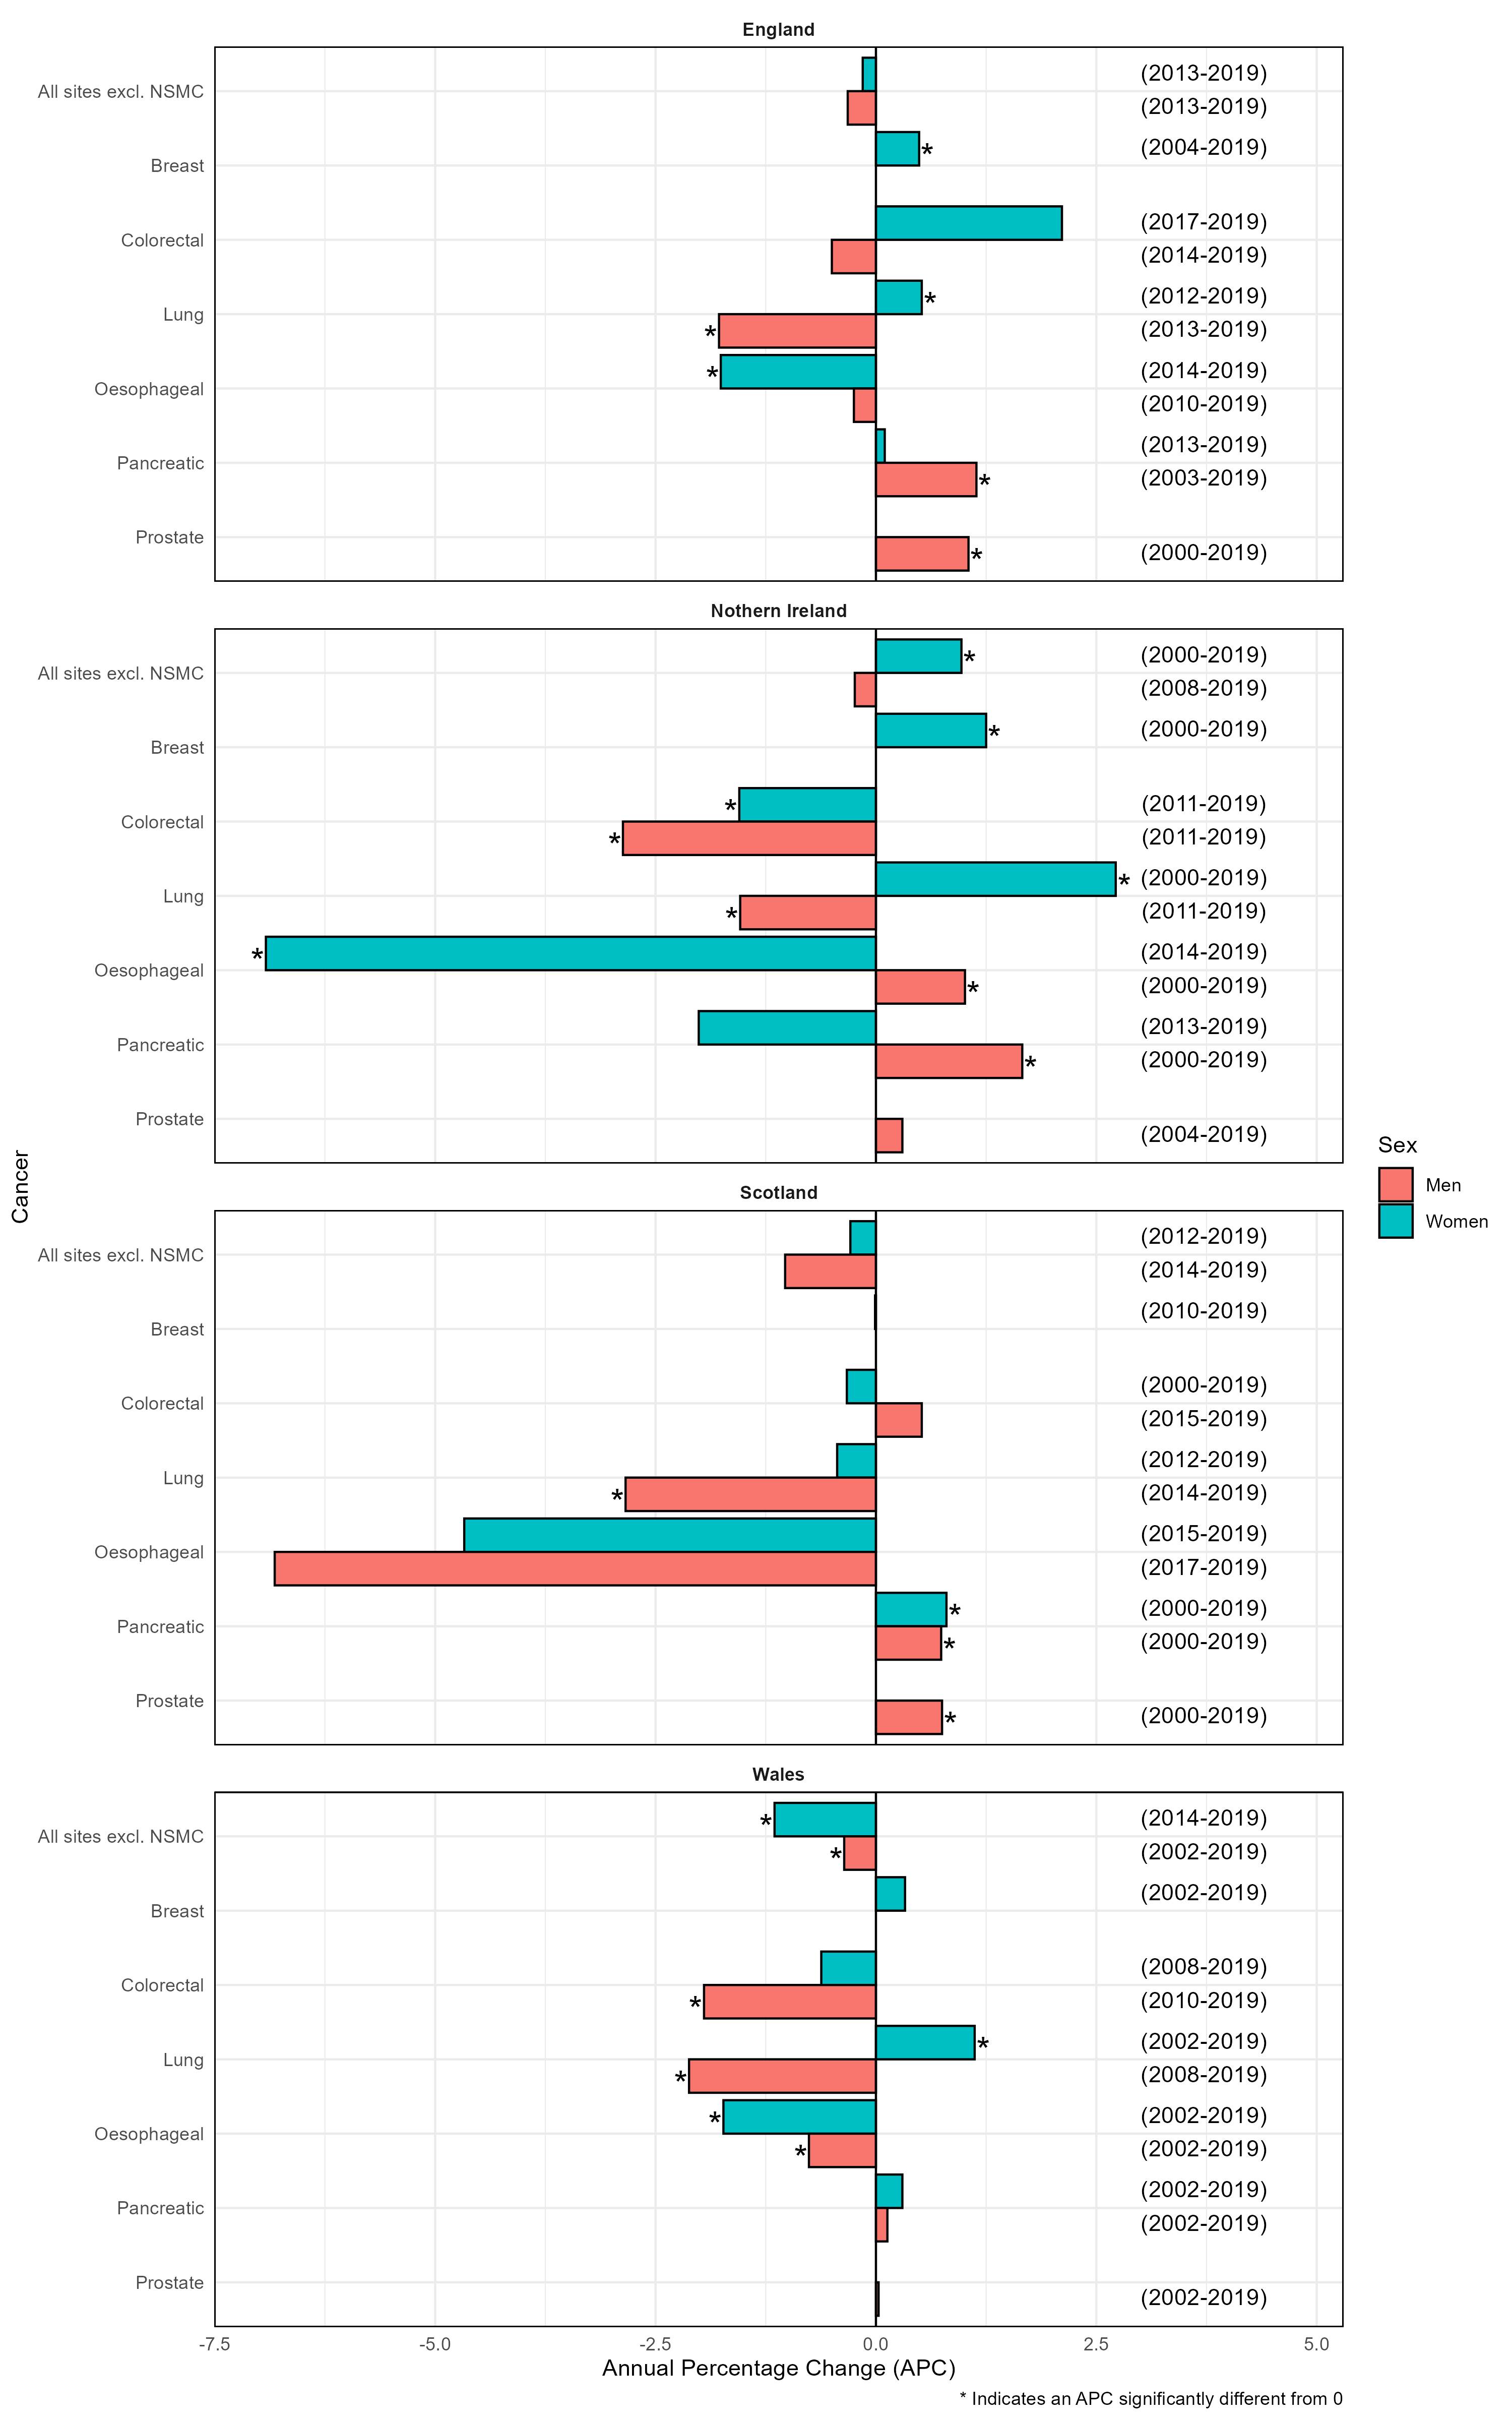 England
All sites excl. NSMC
(2013-2019)
(2013-2019)
Breast
* (2004-2019)
Colorectal
(2017-2019)
(2014-2019)
Lung
* (2012-2019)
* (2013-2019)
Oesophageal
* (2014-2019)
(2010-2019)
Pancreatic
(2013-2019)
* (2003-2019)
Prostate
* (2000-2019)
Nothern Ireland
All sites excl. NSMC
* (2000-2019)
(2008-2019)
Breast
* (2000-2019)
Colorectal
* (2011-2019)
* (2011-2019)
Lung
* (2000-2019)
* (2011-2019)
Oesophageal
* (2014-2019)
* (2000-2019)
Pancreatic
(2013-2019)
* (2000-2019)
Prostate
(2004-2019)
Scotland
All sites excl. NSMC
(2012-2019)
(2014-2019)
Breast
(2010-2019)
Colorectal
(2000-2019)
(2015-2019)
Lung
(2012-2019)
* (2014-2019)
Oesophageal
(2015-2019)
(2017-2019)
Pancreatic
* (2000-2019)
* (2000-2019)
Prostate
* (2000-2019)
Wales
All sites excl. NSMC
* (2014-2019)
* (2002-2019)
Breast
(2002-2019)
Colorectal
(2008-2019)
* (2010-2019)
Lung
* (2002-2019)
* (2008-2019)
Oesophageal
* (2002-2019)
* (2002-2019)
Pancreatic
(2002-2019)
(2002-2019)
Prostate
(2002-2019)
-7.5 -5.0 -2.5 0.0 2.5 5.0
Annual Percentage Change (APC)
* Indicates an APC significantly different from 0
Cancer
Sex
Men
Women